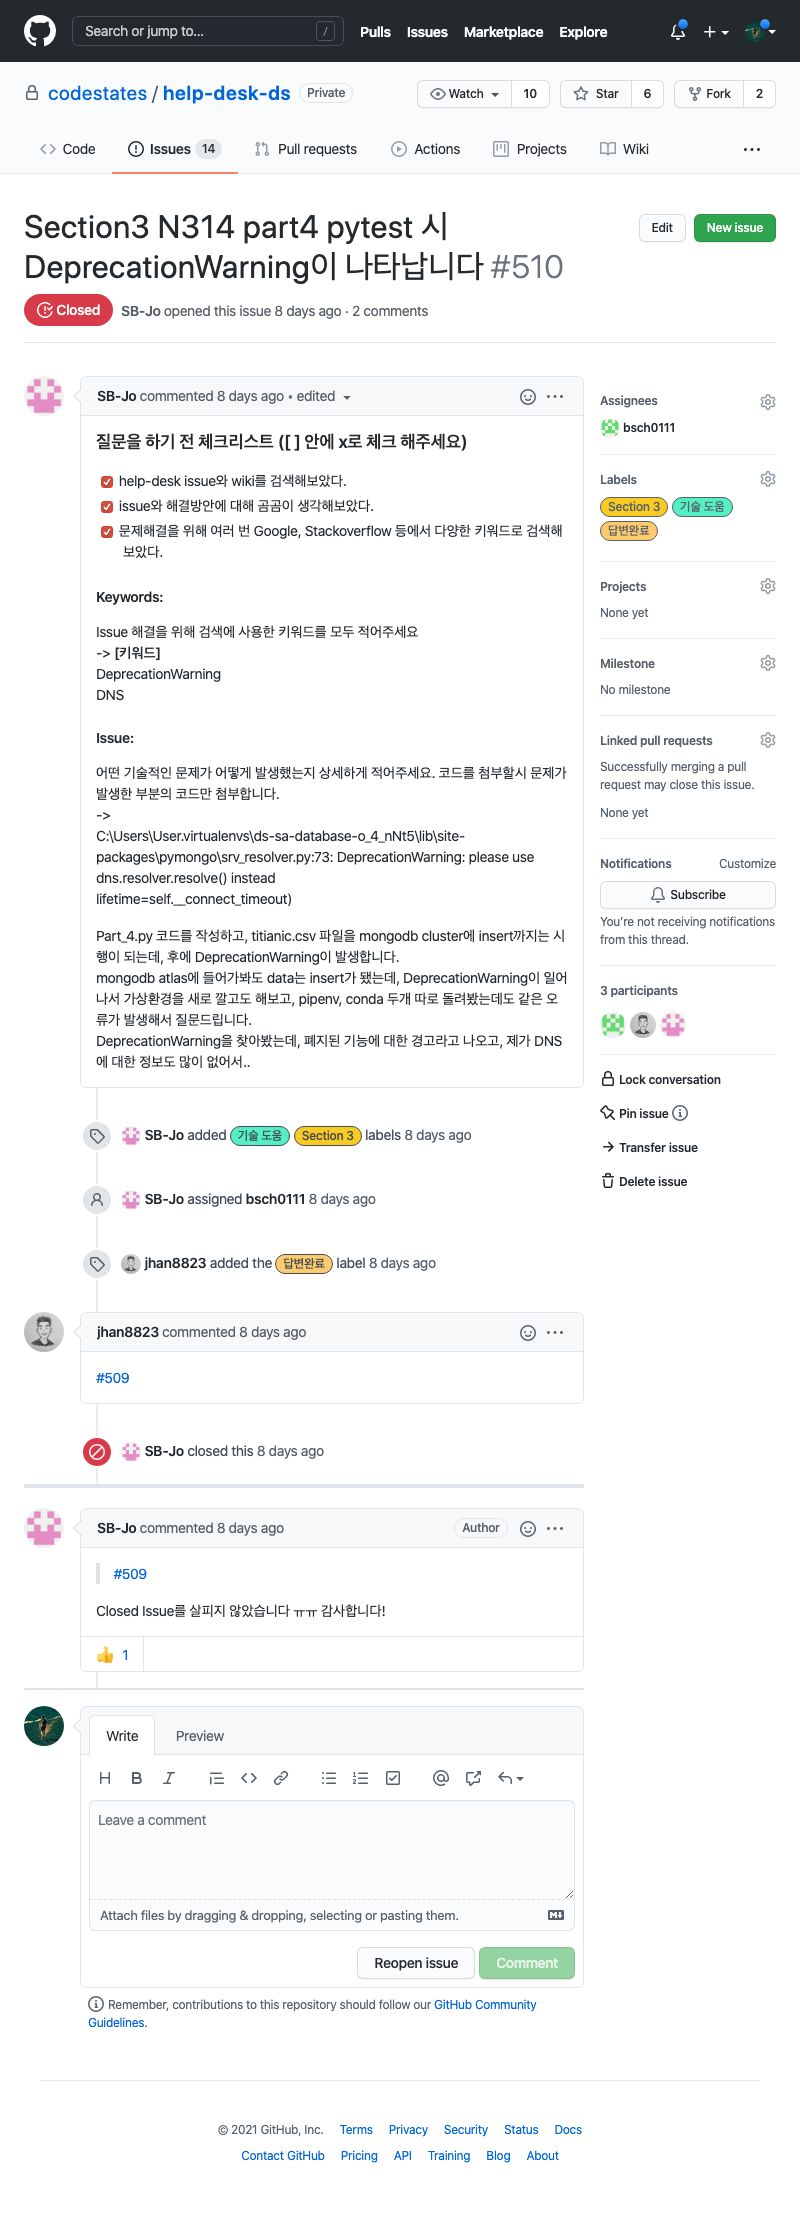 Search or jump to...
/
Pulls
Issues
Marketplace
Explore
codestates / help-desk-ds
Private
Watch
10
Star
6
Fork
2
Code
Issues 14
Pull requests
Actions
Projects
Wiki
Section3 N314 part4 pytest 시
DeprecationWarning이 나타납니다 #510
Edit
New issue
Closed
SB-Jo opened this issue 8 days ago · 2 comments
SB-Jo commented 8 days ago • edited
질문을 하기 전 체크리스트 ([ ] 안에 x로 체크 해주세요)
help-desk issue와 wiki를 검색해보았다.
issue와 해결방안에 대해 곰곰이 생각해보았다.
문제해결을 위해 여러 번 Google, Stackoverflow 등에서 다양한 키워드로 검색해
보았다.
Keywords:
Issue 해결을 위해 검색에 사용한 키워드를 모두 적어주세요
-> [키워드]
DeprecationWarning
DNS
Issue:
어떤 기술적인 문제가 어떻게 발생했는지 상세하게 적어주세요. 코드를 첨부할시 문제가
발생한 부분의 코드만 첨부합니다.
->
C:\Users\User.virtualenvs\ds-sa-database-o_4_nNt5\lib\site-
packages\pymongo\srv_resolver.py:73: DeprecationWarning: please use
dns.resolver.resolve() instead
lifetime=self.__connect_timeout)
Part_4.py 코드를 작성하고, titianic.csv 파일을 mongodb cluster에 insert까지는 시
행이 되는데, 후에 DeprecationWarning이 발생합니다.
mongodb atlas에 들어가봐도 data는 insert가 됐는데, DeprecationWarning이 일어
나서 가상환경을 새로 깔고도 해보고, pipenv, conda 두개 따로 돌려봤는데도 같은 오
류가 발생해서 질문드립니다.
DeprecationWarning을 찾아봤는데, 폐지된 기능에 대한 경고라고 나오고, 제가 DNS
에 대한 정보도 많이 없어서..
SB-Jo added 기술 도움 Section 3 labels 8 days ago
SB-Jo assigned bsch0111 8 days ago
jhan8823 added the 답변완료 label 8 days ago
jhan8823 commented 8 days ago
#509
SB-Jo closed this 8 days ago
SB-Jo commented 8 days ago
Author
#509
Closed Issue를 살피지 않았습니다 ㅠㅠ 감사합니다!
👍 1
Write
Preview
H B I
Leave a comment
Attach files by dragging & dropping, selecting or pasting them.
Reopen issue
Comment
Remember, contributions to this repository should follow our GitHub Community
Guidelines.
Assignees
bsch0111
Labels
Section 3
기술 도움
답변완료
Projects
None yet
Milestone
No milestone
Linked pull requests
Successfully merging a pull
request may close this issue.
None yet
Notifications
Customize
Subscribe
You're not receiving notifications
from this thread.
3 participants
Lock conversation
Pin issue
Transfer issue
Delete issue
© 2021 GitHub, Inc.
Terms
Privacy
Security
Status
Docs
Contact GitHub
Pricing
API
Training
Blog
About